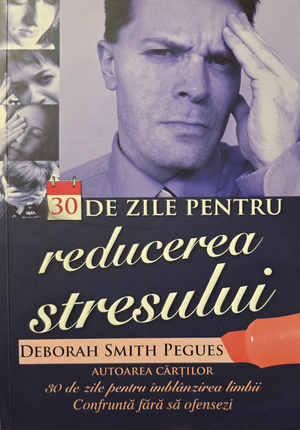 30 DE ZILE PENTRU
reducerea
stresului
DEBORAH SMITH PEGUES
AUTOAREA CĂRȚILOR
30 de zile pentru îmblânzirea limbii
Confruntă fără să ofensezi